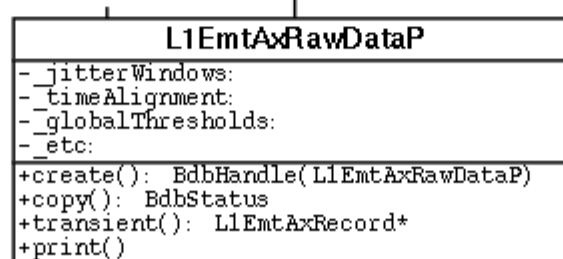 L1EmtAxRawDataP
-_jitterWindows:
-_timeAlignment:
-_globalThresholds:
-_etc:
+create(): BdbHandle(L1EmtAxRawDataP)
+copy(): BdbStatus
+transient(): L1EmtAxRecord*
+print()